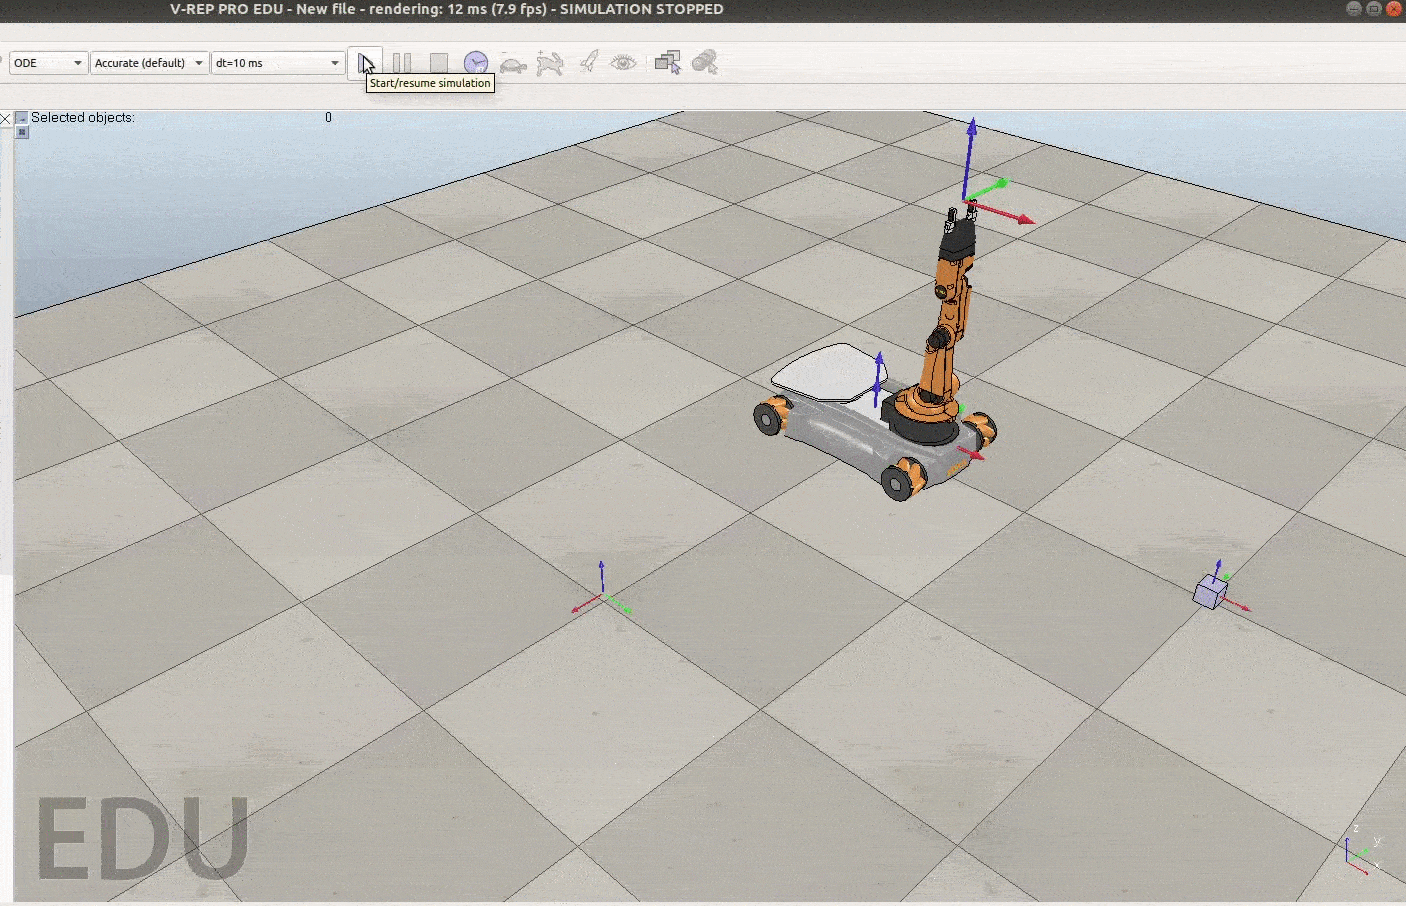 V-REP PRO EDU - New file - rendering: 12 ms (7.9 fps) - SIMULATION STOPPED
ODE
Accurate (default)
dt=10 ms
Start/resume simulation
Selected objects:
0
EDU
z
y
x